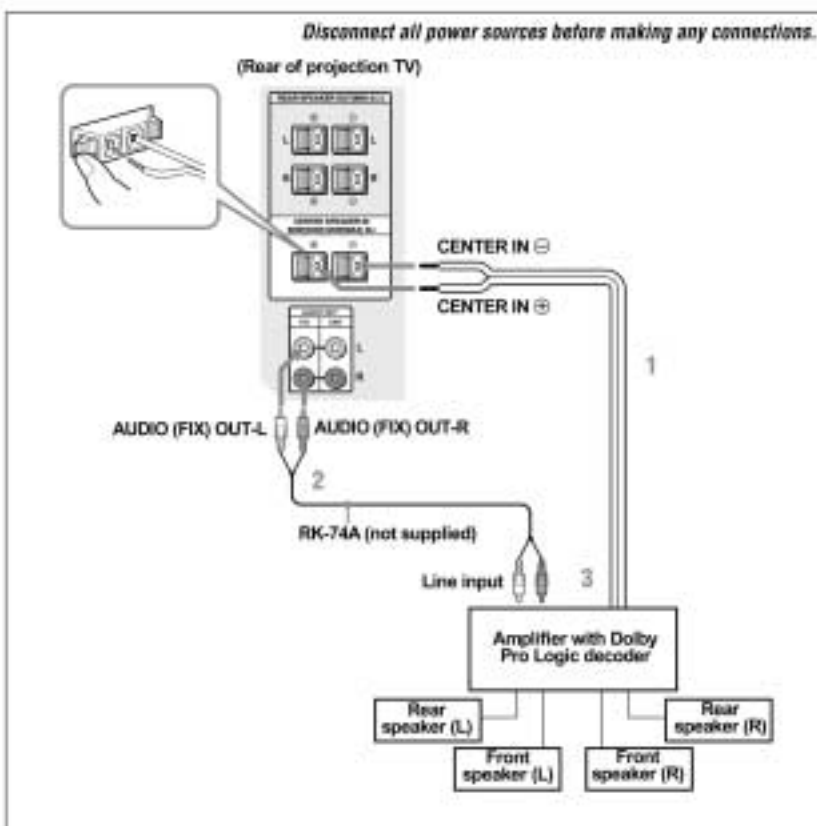 Disconnect all power sources before making any connections.
(Rear of projection TV)
L
L
R
R
CENTER IN ⊖
CENTER IN ⊕
1
L
R
AUDIO (FIX) OUT-L
AUDIO (FIX) OUT-R
2
RK-74A (not supplied)
Line input
3
Amplifier with Dolby
Pro Logic decoder
Rear
speaker (L)
Rear
speaker (R)
Front
speaker (L)
Front
speaker (R)